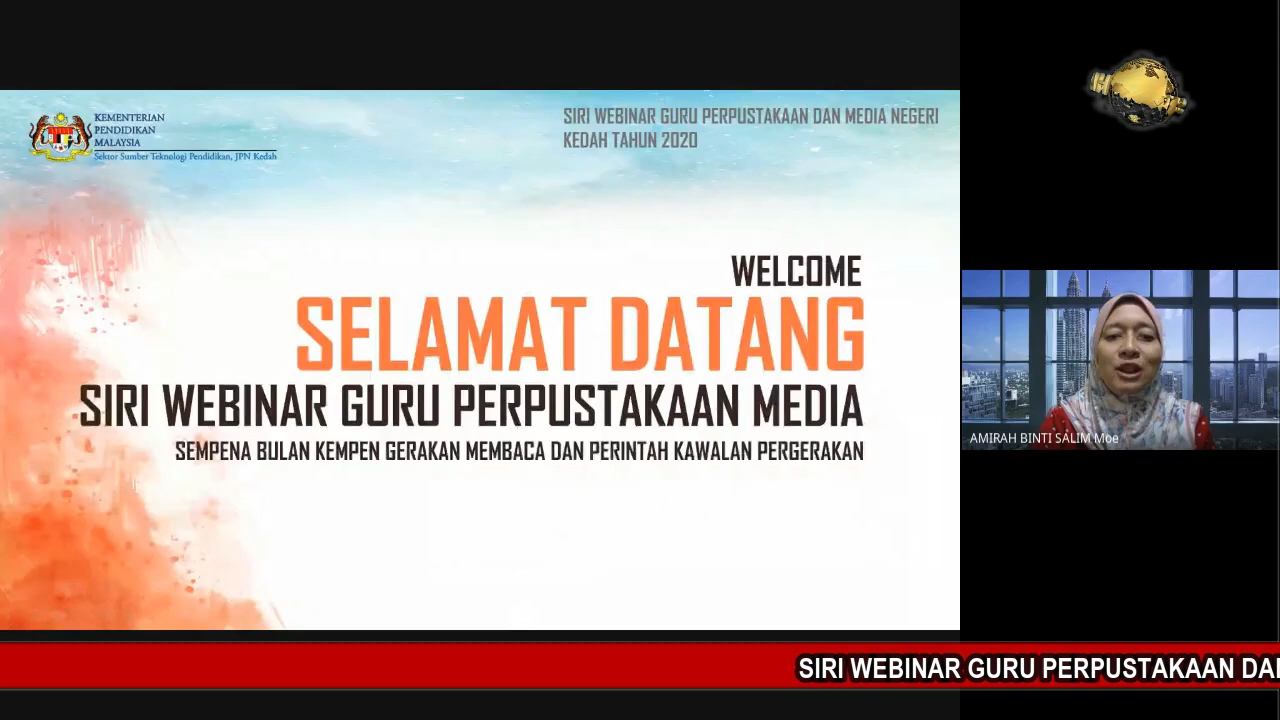 KEMENTERIAN
PENDIDIKAN
MALAYSIA
Sektor Sumber Teknologi Pendidikan, JPN Kedah
SIRI WEBINAR GURU PERPUSTAKAAN DAN MEDIA NEGERI
KEDAH TAHUN 2020
WELCOME
SELAMAT DATANG
SIRI WEBINAR GURU PERPUSTAKAAN MEDIA
SEMPENA BULAN KEMPEN GERAKAN MEMBACA DAN PERINTAH KAWALAN PERGERAKAN
AMIRAH BINTI SALIM Moe
SIRI WEBINAR GURU PERPUSTAKAAN DA